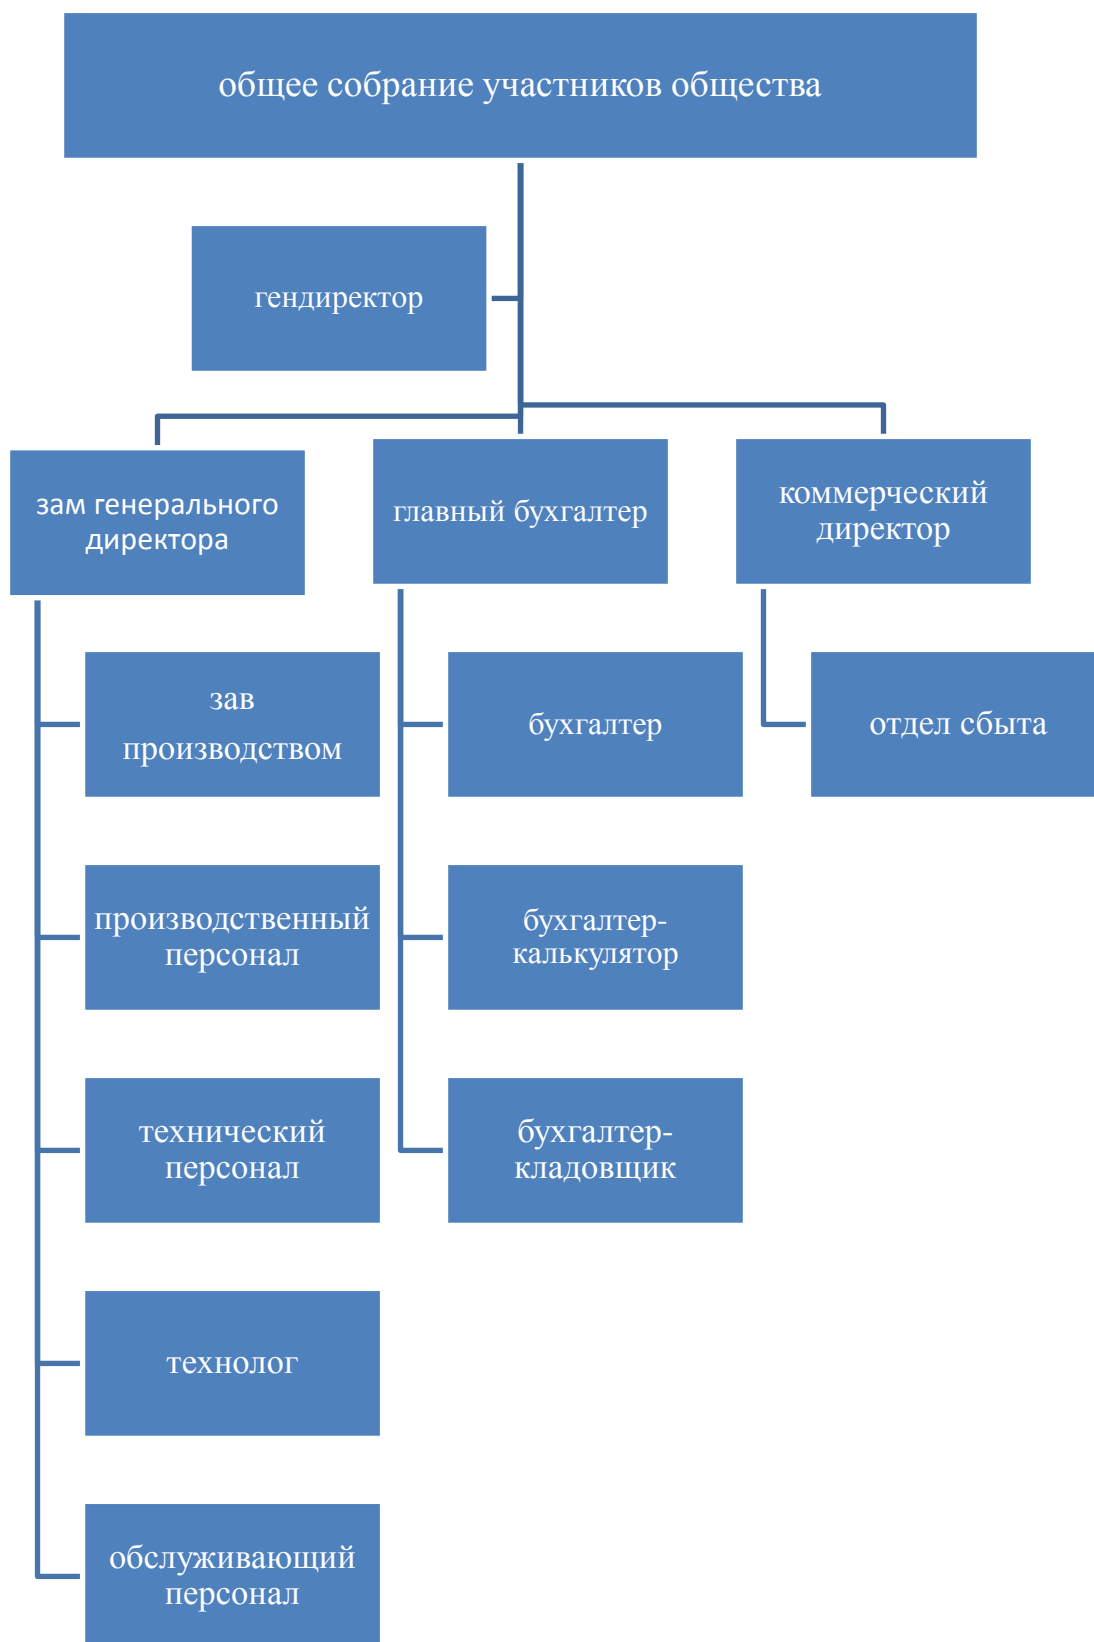 общее собрание участников общества
гендиректор
зам генерального
директора
главный бухгалтер
коммерческий
директор
зав
производством
бухгалтер
отдел сбыта
производственный
персонал
бухгалтер-
калькулятор
технический
персонал
бухгалтер-
кладовщик
технолог
обслуживающий
персонал